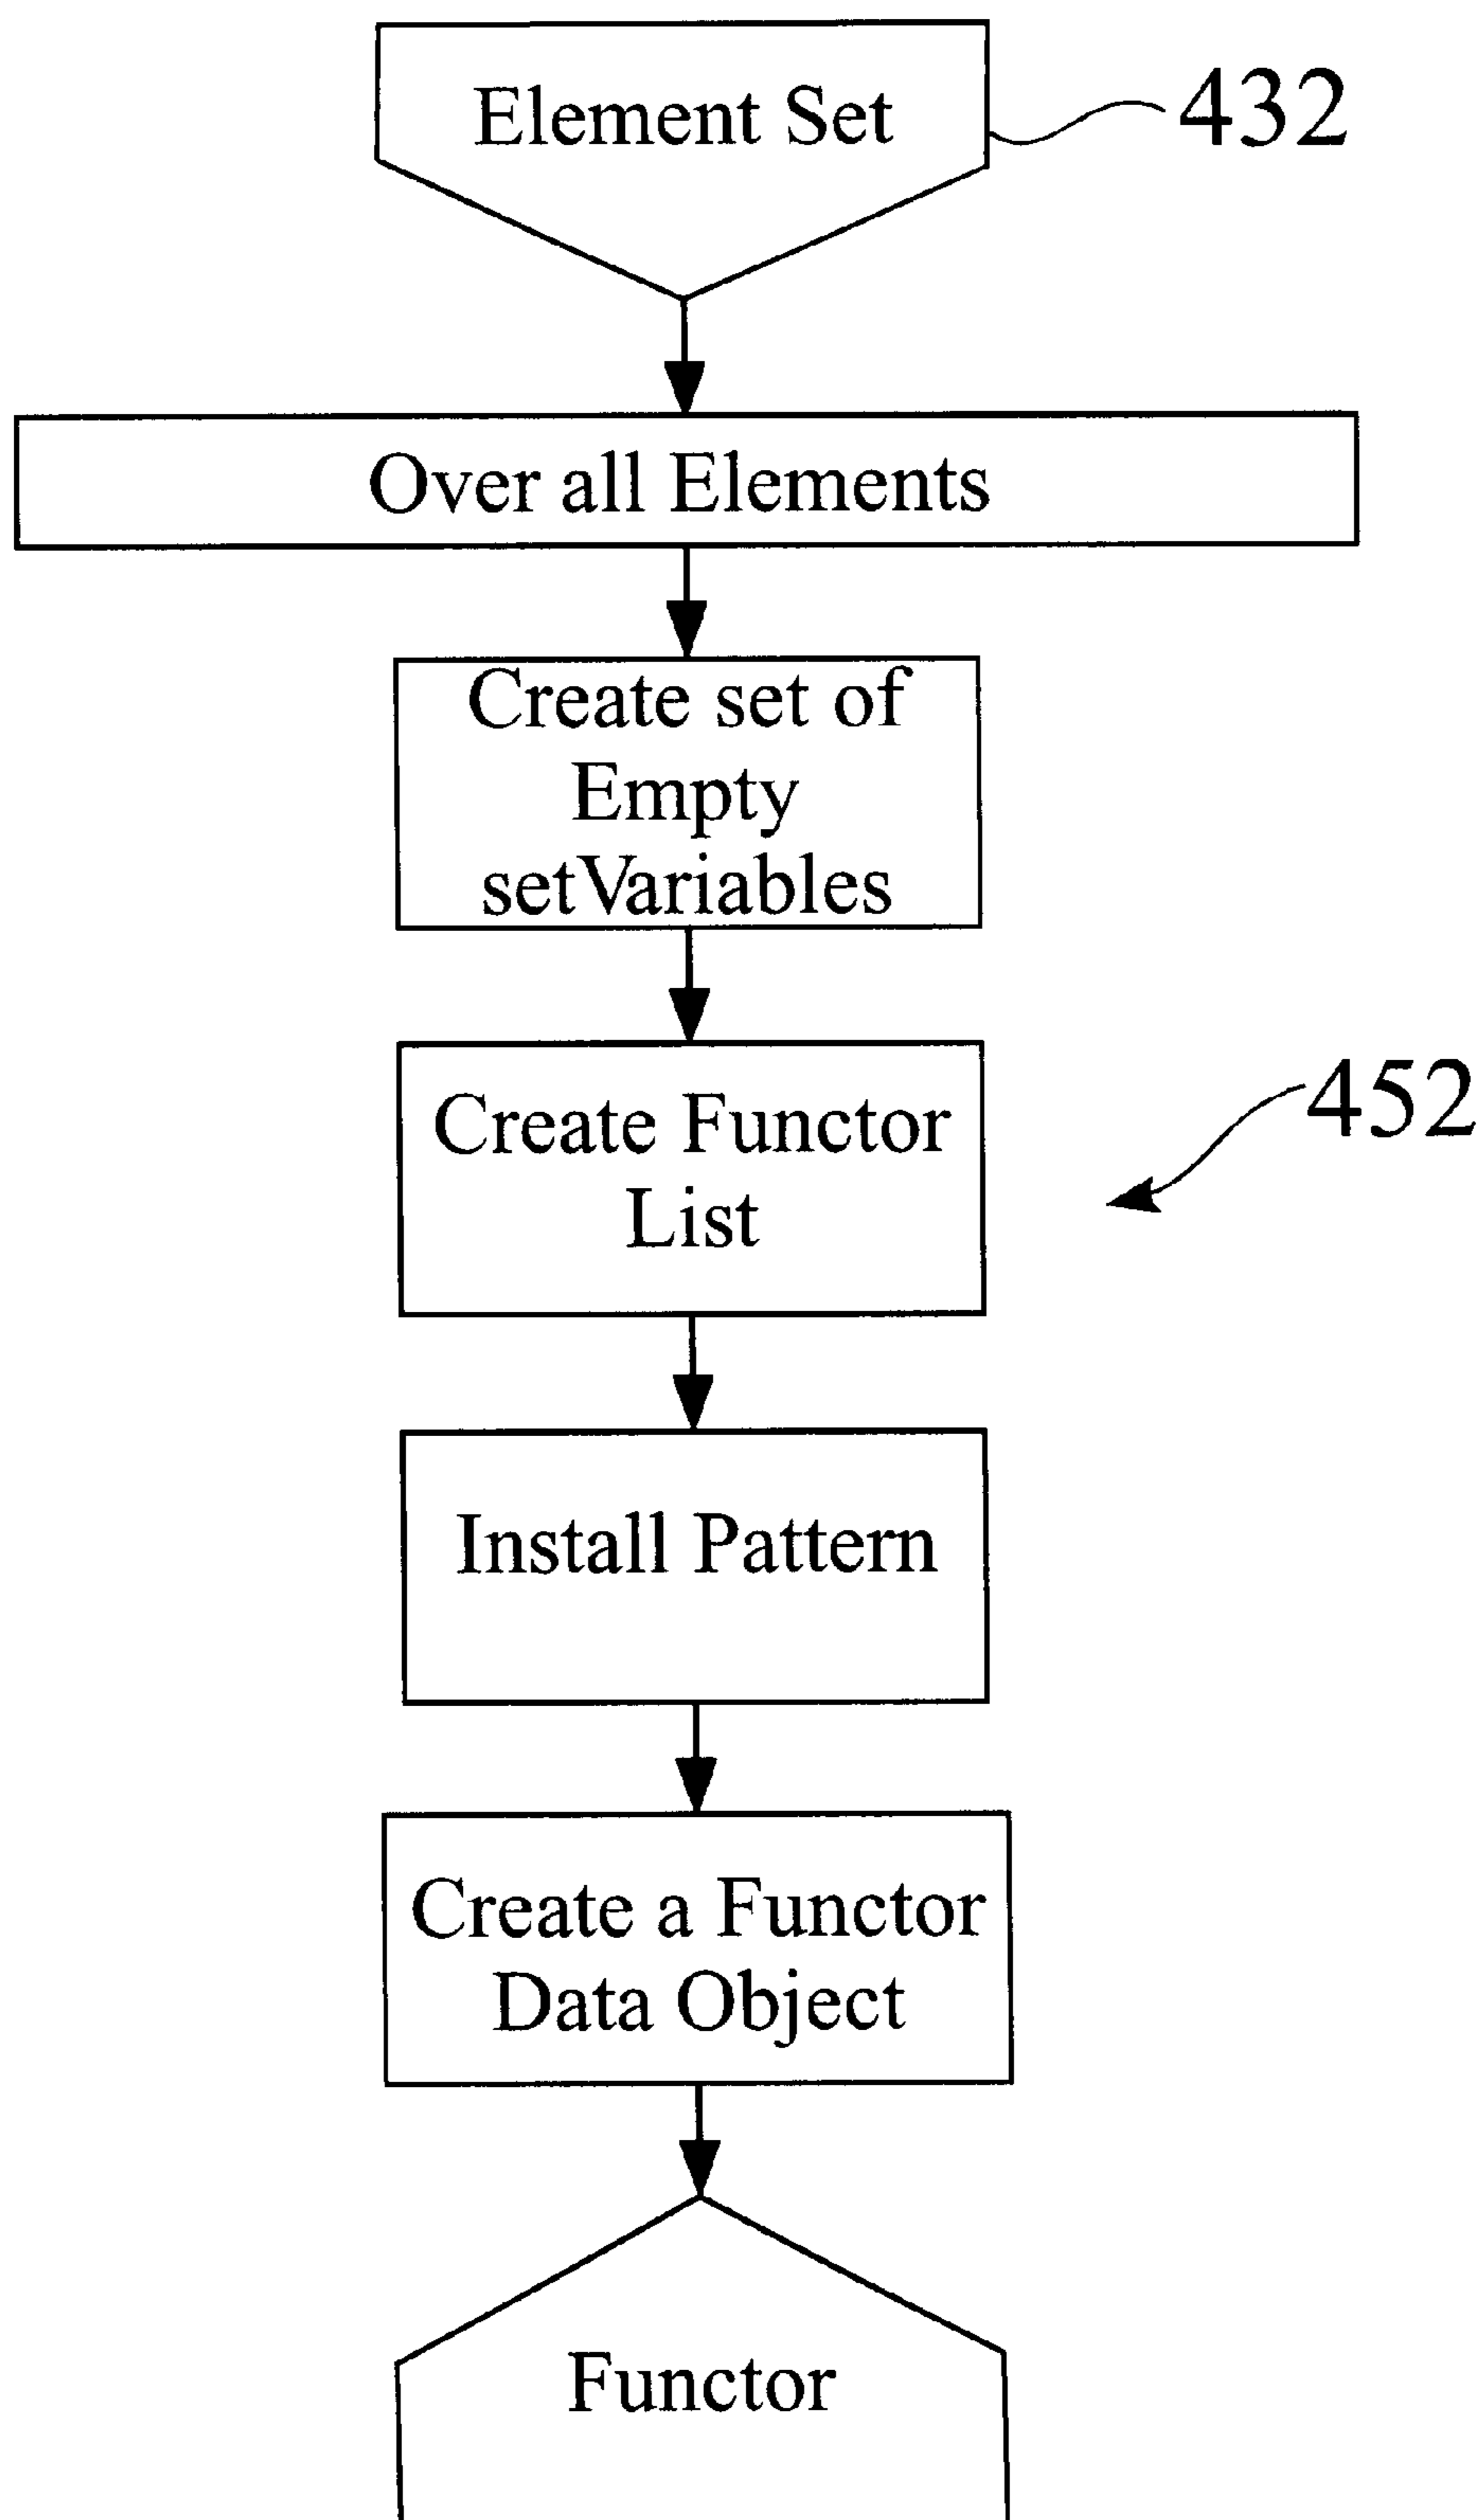 Element Set
432
Over all Elements
Create set of
Empty
setVariables
Create Functor
List
452
Install Pattern
Create a Functor
Data Object
Functor